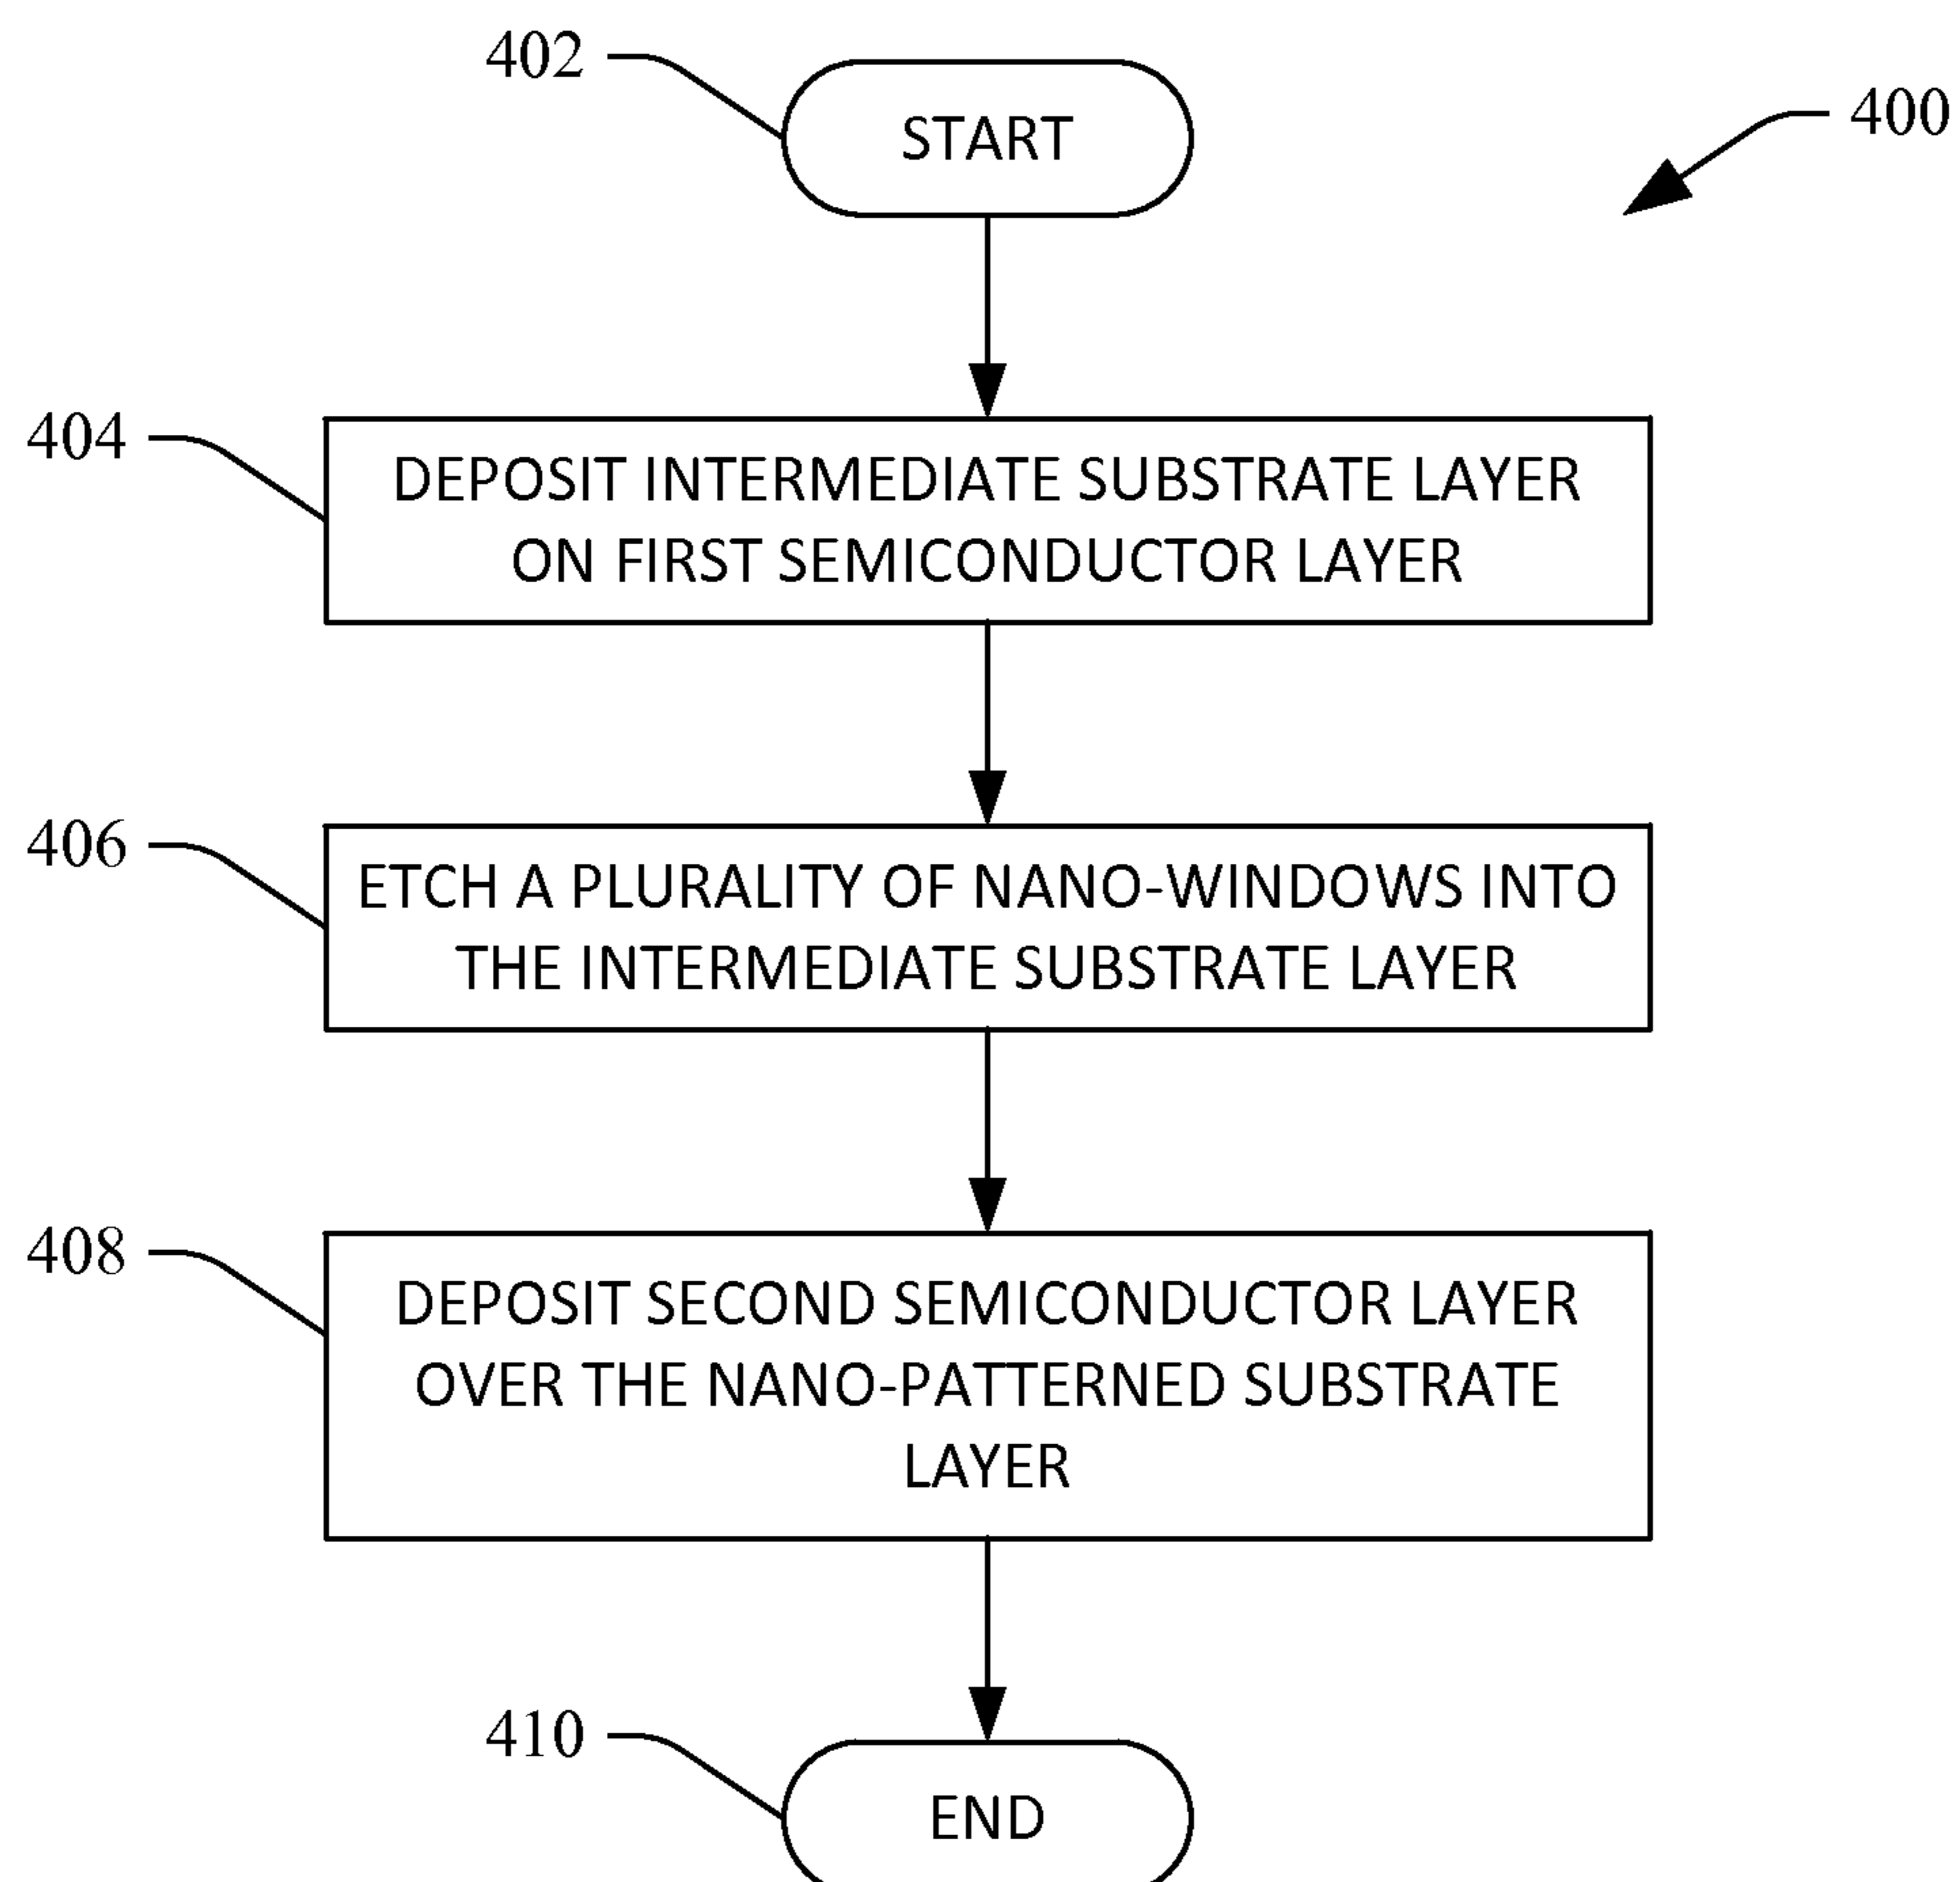 402
START
400
404
DEPOSIT INTERMEDIATE SUBSTRATE LAYER
ON FIRST SEMICONDUCTOR LAYER
406
ETCH A PLURALITY OF NANO-WINDOWS INTO
THE INTERMEDIATE SUBSTRATE LAYER
408
DEPOSIT SECOND SEMICONDUCTOR LAYER
OVER THE NANO-PATTERNED SUBSTRATE
LAYER
410
END